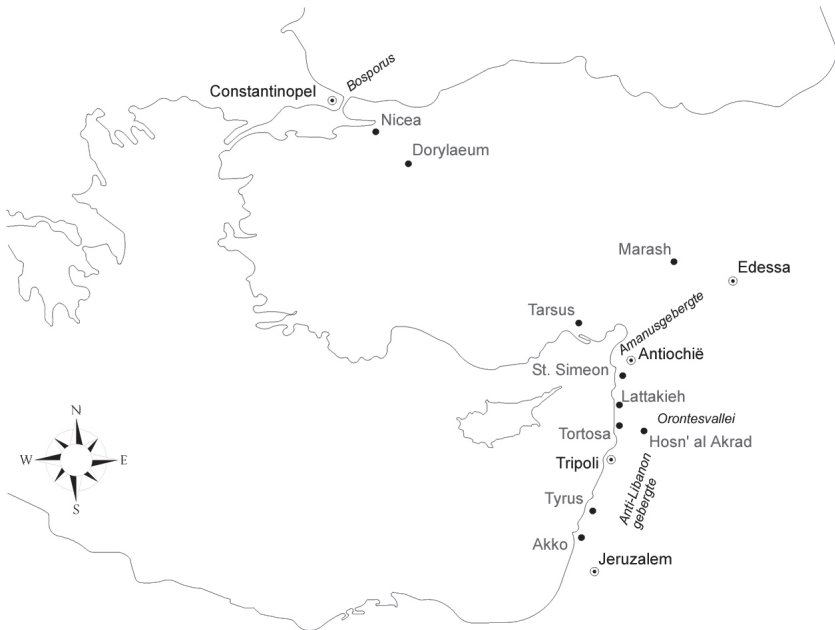 Bosporus
Constantinopel
Nicea
Dorylaeum
Marash
Edessa
Tarsus
Amanusgebergte
Antiochië
St. Simeon
Lattakieh
Orontesvallei
Tortosa
Hosn' al Akrad
Tripoli
Anti-Libanon
gebergte
Tyrus
Akko
Jeruzalem
N
W
E
S